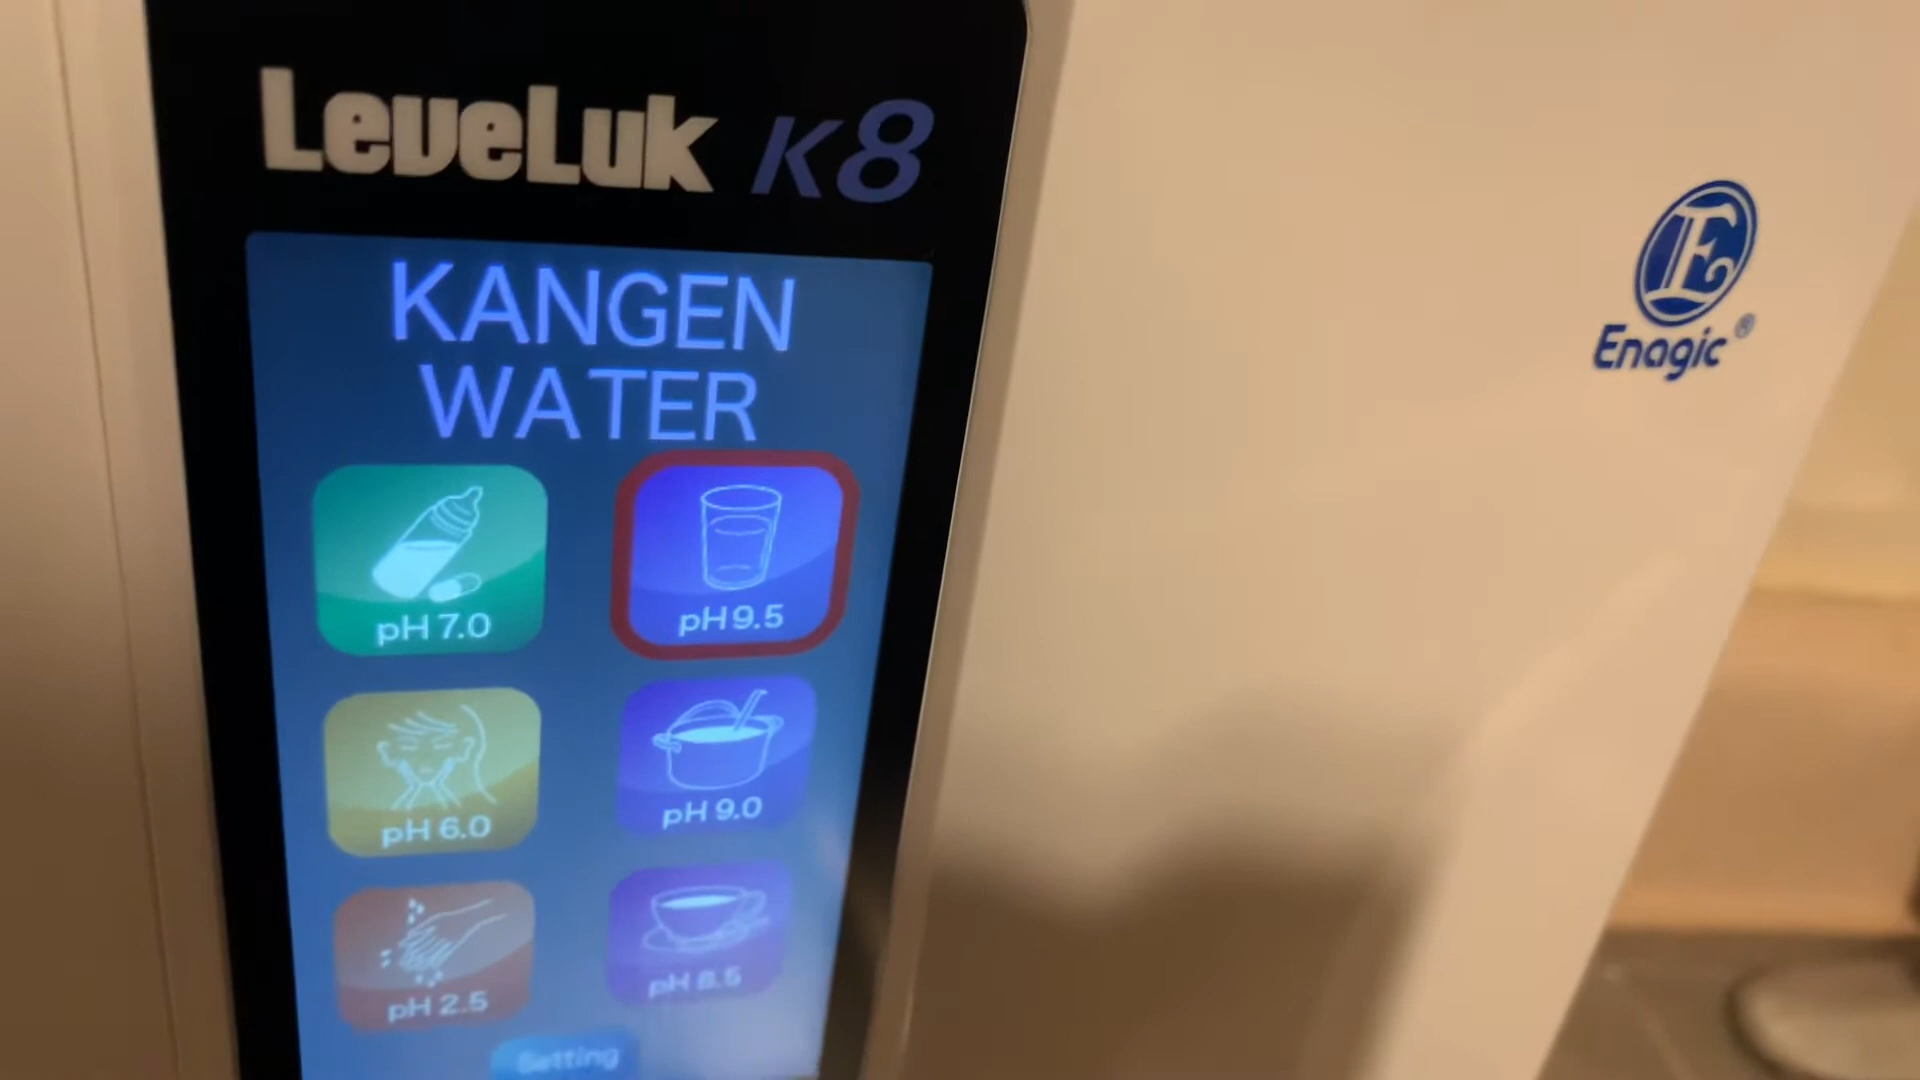 LeveLuk K8
KANGEN
WATER
pH 7.0
pH 9.5
pH 6.0
pH 9.0
pH 2.5
pH 8.5
Setting
E
Enagic®